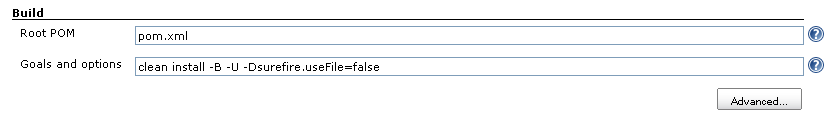 Build
Root POM pom.xml
Goals and options clean install -B -U -Dsurefire.useFile=false
Advanced...